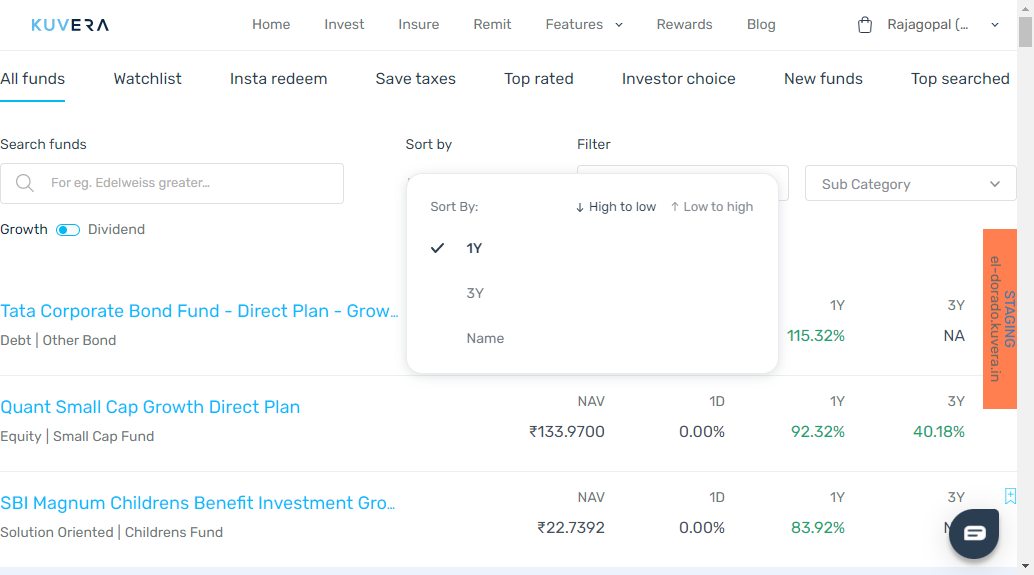 KUVERA Home Invest Insure Remit Features Rewards Blog Rajagopal (...
All funds Watchlist Insta redeem Save taxes Top rated Investor choice New funds Top searched
Search funds Sort by Filter
For eg. Edelweiss greater... Sub Category
Sort By: High to low Low to high
Growth Dividend
1Y
3Y
Name
STAGING
el-dorado.kuvera.in
Tata Corporate Bond Fund - Direct Plan - Grow... 1Y 3Y
Debt | Other Bond 115.32% NA
Quant Small Cap Growth Direct Plan NAV 1D 1Y 3Y
Equity | Small Cap Fund ₹133.9700 0.00% 92.32% 40.18%
SBI Magnum Childrens Benefit Investment Gro... NAV 1D 1Y 3Y
Solution Oriented | Childrens Fund ₹22.7392 0.00% 83.92%